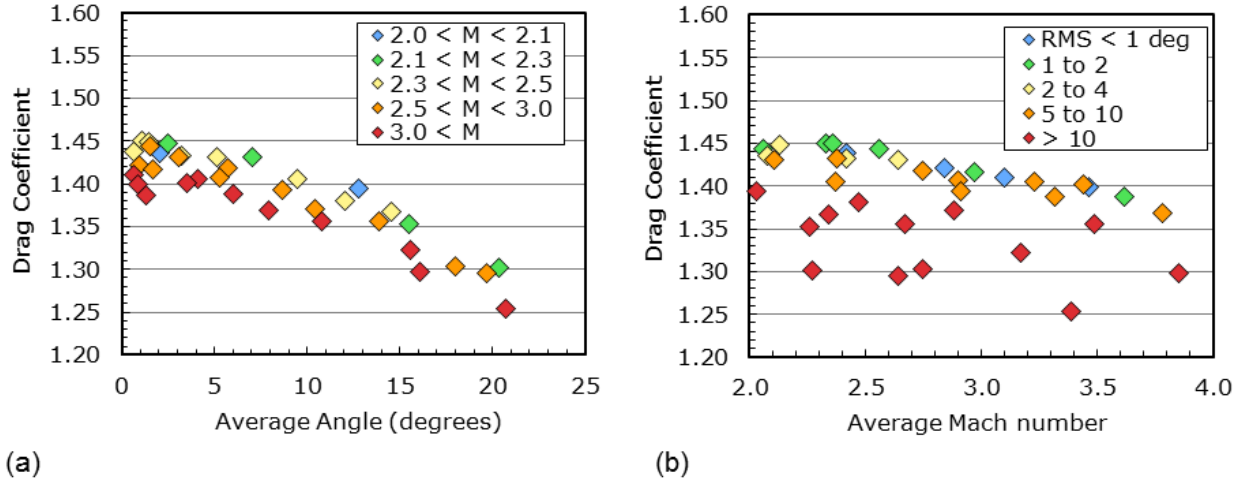 1.60
1.55
1.50
1.45
1.40
1.35
1.30
1.25
1.20
Drag Coefficient
2.0 < M < 2.1
2.1 < M < 2.3
2.3 < M < 2.5
2.5 < M < 3.0
3.0 < M
0 5 10 15 20 25
Average Angle (degrees)
(a)
1.60
1.55
1.50
1.45
1.40
1.35
1.30
1.25
1.20
Drag Coefficient
RMS < 1 deg
1 to 2
2 to 4
5 to 10
> 10
2.0 2.5 3.0 3.5 4.0
Average Mach number
(b)